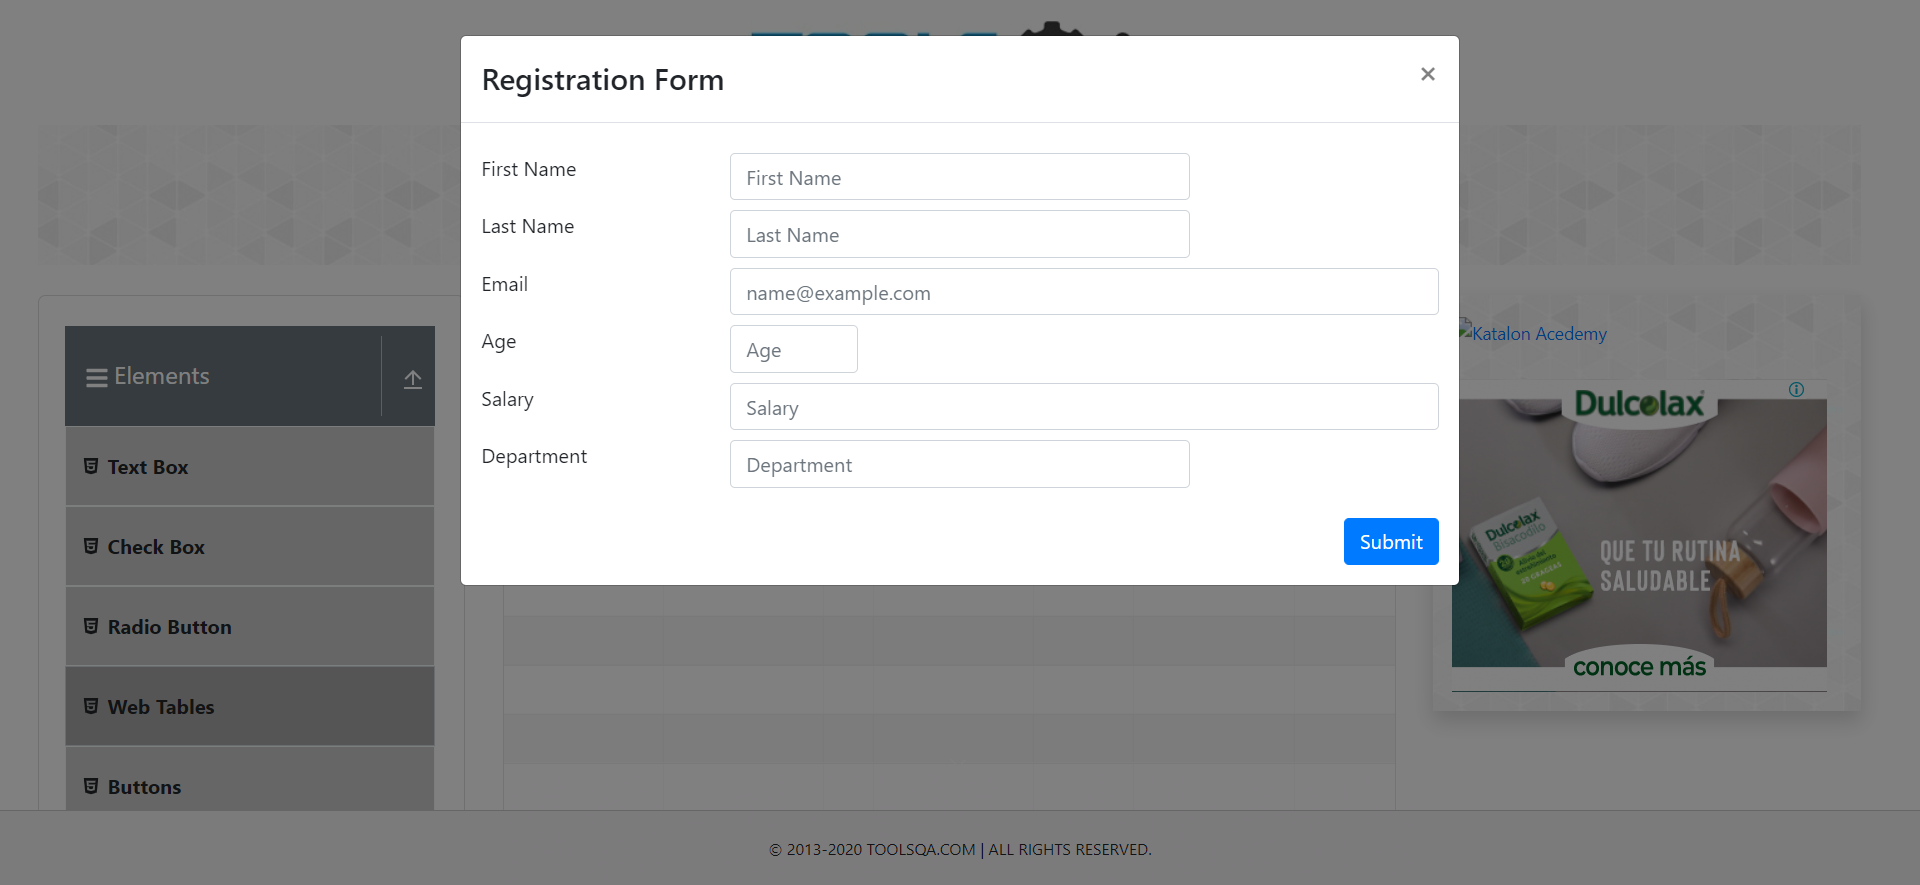 Registration Form
×
First Name
First Name
Last Name
Last Name
Email
name@example.com
Age
Age
Salary
Salary
Department
Department
Submit
Elements
Text Box
Check Box
Radio Button
Web Tables
Buttons
Katalon Acedemy
Dulcolax
Dulcolax
Bisacodilo
QUE TU RUTINA
SALUDABLE
conoce más
© 2013-2020 TOOLSQA.COM | ALL RIGHTS RESERVED.